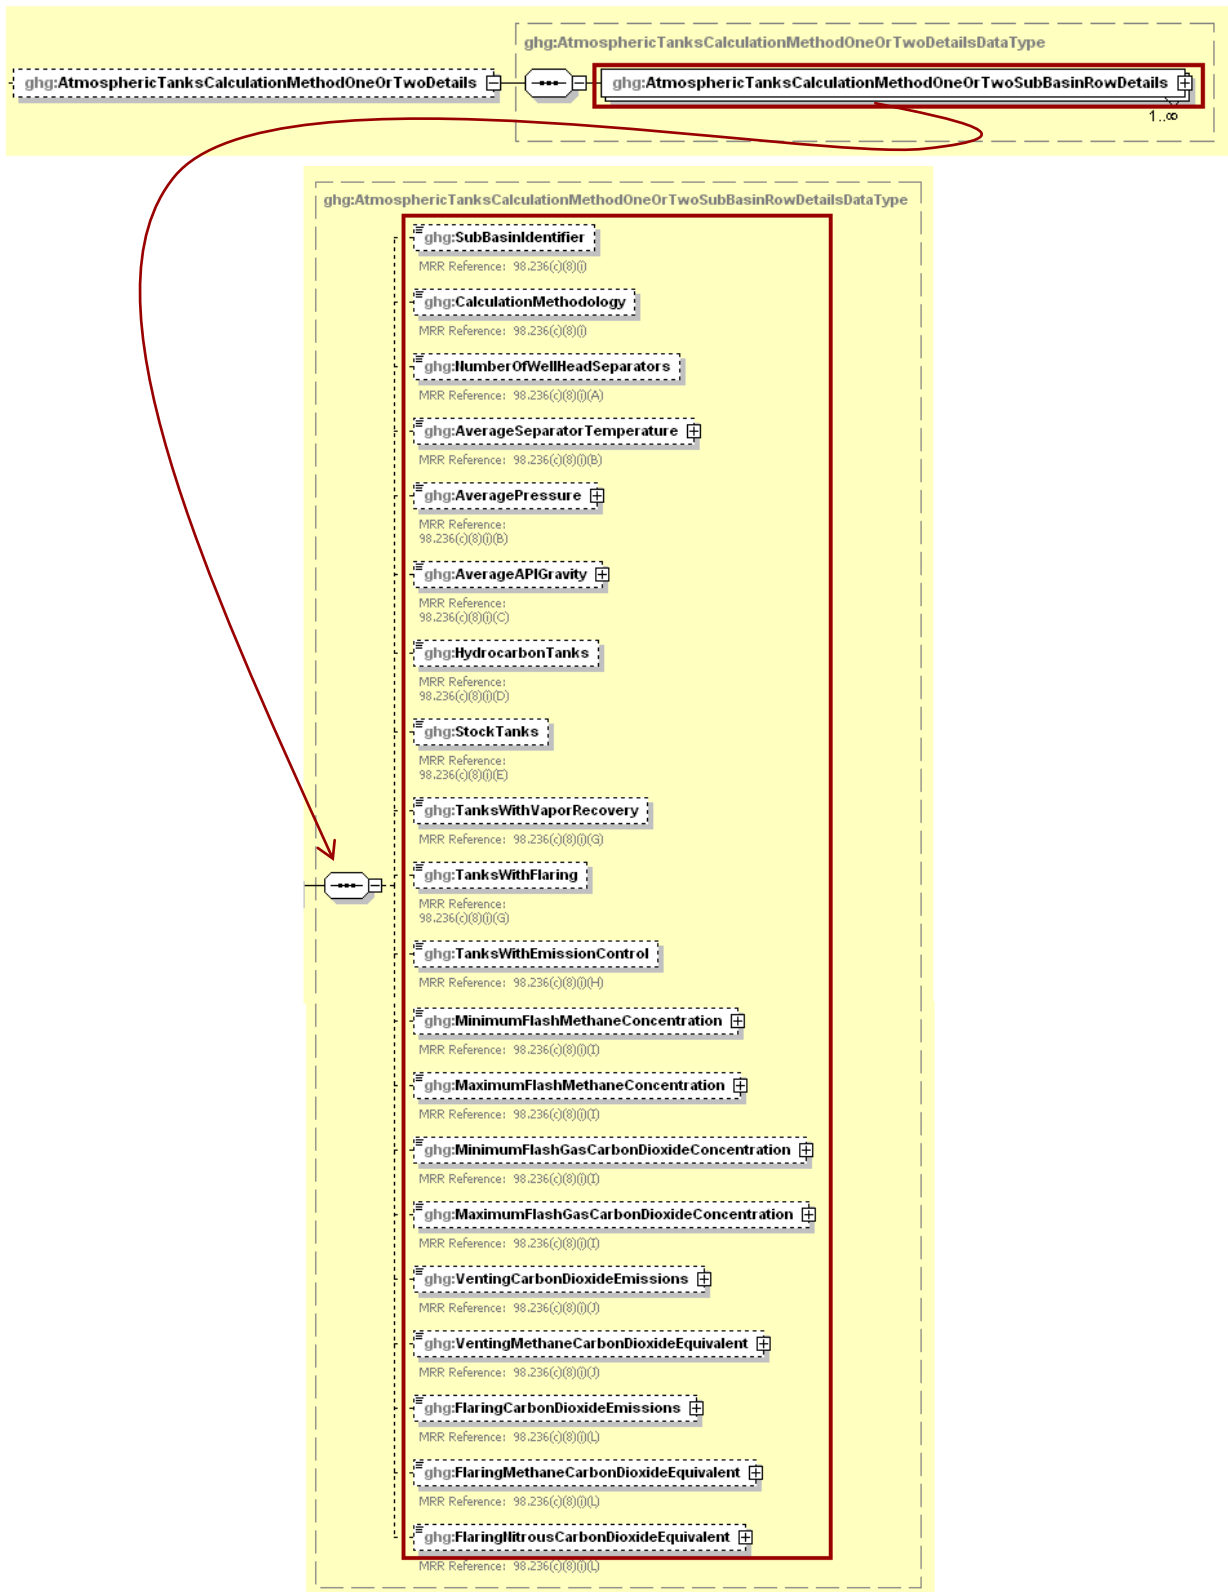 ghg:AtmosphericTanksCalculationMethodOneOrTwoDetailsDataType
ghg:AtmosphericTanksCalculationMethodOneOrTwoDetails
ghg:AtmosphericTanksCalculationMethodOneOrTwoSubBasinRowDetails
1..∞
ghg:AtmosphericTanksCalculationMethodOneOrTwoSubBasinRowDetailsDataType
ghg:SubBasinIdentifier
MRR Reference: 98.236(c)(8)(i)
ghg:CalculationMethodology
MRR Reference: 98.236(c)(8)(i)
ghg:NumberOfWellHeadSeparators
MRR Reference: 98.236(c)(8)(i)(A)
ghg:AverageSeparatorTemperature
MRR Reference: 98.236(c)(8)(i)(B)
ghg:AveragePressure
MRR Reference:
98.236(c)(8)(i)(B)
ghg:AverageAPIGravity
MRR Reference:
98.236(c)(8)(i)(C)
ghg:HydrocarbonTanks
MRR Reference:
98.236(c)(8)(i)(D)
ghg:StockTanks
MRR Reference:
98.236(c)(8)(i)(E)
ghg:TanksWithVaporRecovery
MRR Reference: 98.236(c)(8)(i)(G)
ghg:TanksWithFlaring
MRR Reference:
98.236(c)(8)(i)(G)
ghg:TanksWithEmissionControl
MRR Reference: 98.236(c)(8)(i)(H)
ghg:MinimumFlashMethaneConcentration
MRR Reference: 98.236(c)(8)(i)(I)
ghg:MaximumFlashMethaneConcentration
MRR Reference: 98.236(c)(8)(i)(I)
ghg:MinimumFlashGasCarbonDioxideConcentration
MRR Reference: 98.236(c)(8)(i)(I)
ghg:MaximumFlashGasCarbonDioxideConcentration
MRR Reference: 98.236(c)(8)(i)(I)
ghg:VentingCarbonDioxideEmissions
MRR Reference: 98.236(c)(8)(i)(J)
ghg:VentingMethaneCarbonDioxideEquivalent
MRR Reference: 98.236(c)(8)(i)(J)
ghg:FlaringCarbonDioxideEmissions
MRR Reference: 98.236(c)(8)(i)(L)
ghg:FlaringMethaneCarbonDioxideEquivalent
MRR Reference: 98.236(c)(8)(i)(L)
ghg:FlaringNitrousCarbonDioxideEquivalent
MRR Reference: 98.236(c)(8)(i)(L)